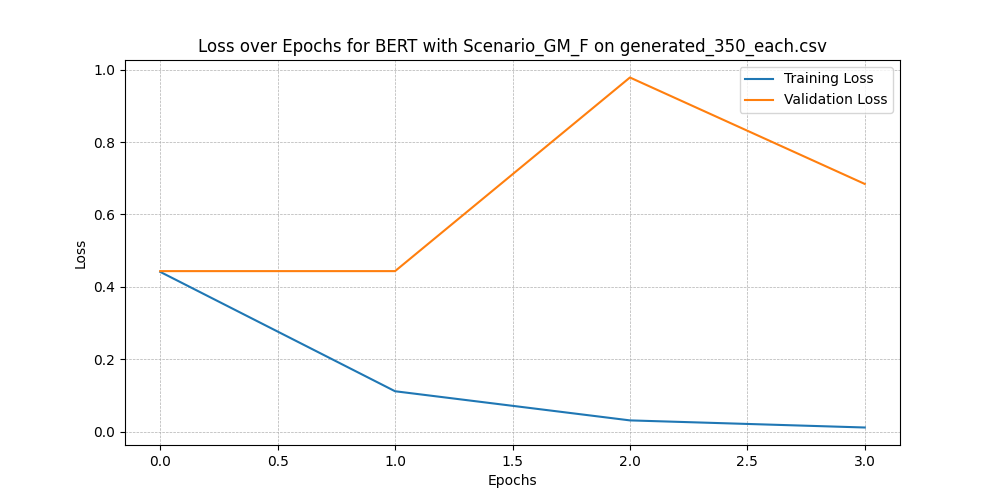 Loss over Epochs for BERT with Scenario_GM_F on generated_350_each.csv
Training Loss
Validation Loss
Loss
1.0
0.8
0.6
0.4
0.2
0.0
0.0 0.5 1.0 1.5 2.0 2.5 3.0
Epochs